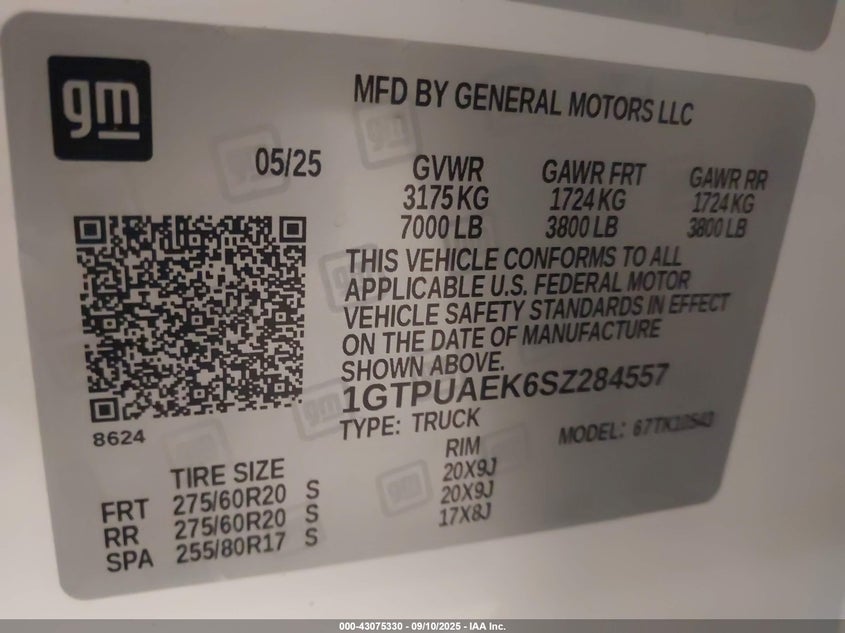 gm
MFD BY GENERAL MOTORS LLC
05/25
GVWR GAWR FRT GAWR RR
3175 KG 1724 KG 1724 KG
7000 LB 3800 LB 3800 LB
THIS VEHICLE CONFORMS TO ALL
APPLICABLE U.S. FEDERAL MOTOR
VEHICLE SAFETY STANDARDS IN EFFECT
ON THE DATE OF MANUFACTURE
SHOWN ABOVE.
1GTPUAEK6SZ284557
8624
TYPE: TRUCK MODEL: 67TK10543
TIRE SIZE RIM
FRT 275/60R20 S 20X9J
RR 275/60R20 S 20X9J
SPA 255/80R17 S 17X8J
000-43075330 - 09/10/2025 - IAA Inc.